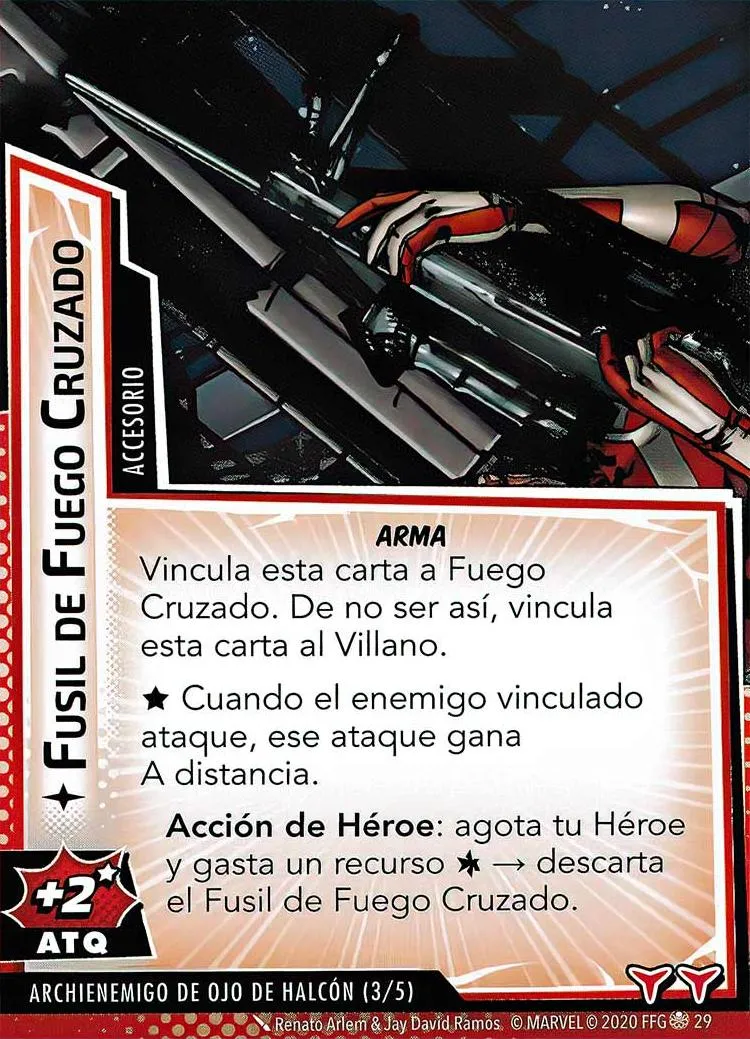 FUSIL DE FUEGO CRUZADO
ACCESORIO
ARMA
Vincula esta carta a Fuego
Cruzado. De no ser así, vincula
esta carta al Villano.
★ Cuando el enemigo vinculado
ataque, ese ataque gana
A distancia.
Acción de Héroe: agota tu Héroe
y gasta un recurso → descarta
el Fusil de Fuego Cruzado.
+2★
ATQ
ARCHIENEMIGO DE OJO DE HALCÓN (3/5)
Renato Arlem & Jay David Ramos. © MARVEL © 2020 FFG 29